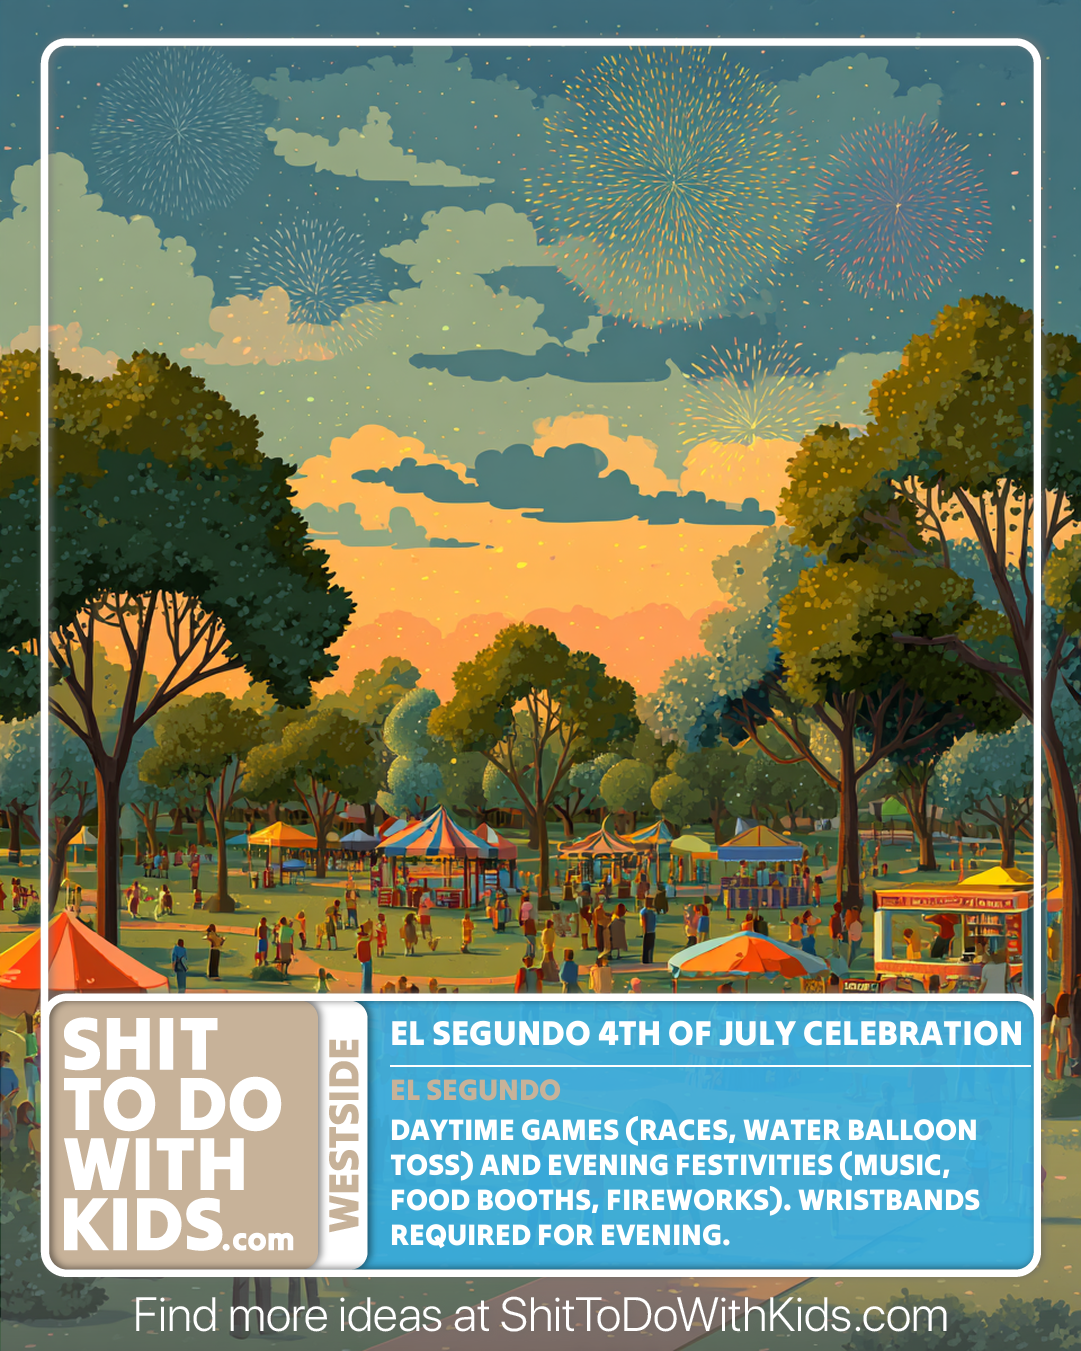 SHIT
TO DO
WITH
KIDS.com
WESTSIDE
EL SEGUNDO 4TH OF JULY CELEBRATION
EL SEGUNDO
DAYTIME GAMES (RACES, WATER BALLOON
TOSS) AND EVENING FESTIVITIES (MUSIC,
FOOD BOOTHS, FIREWORKS). WRISTBANDS
REQUIRED FOR EVENING.
Find more ideas at ShitToDoWithKids.com